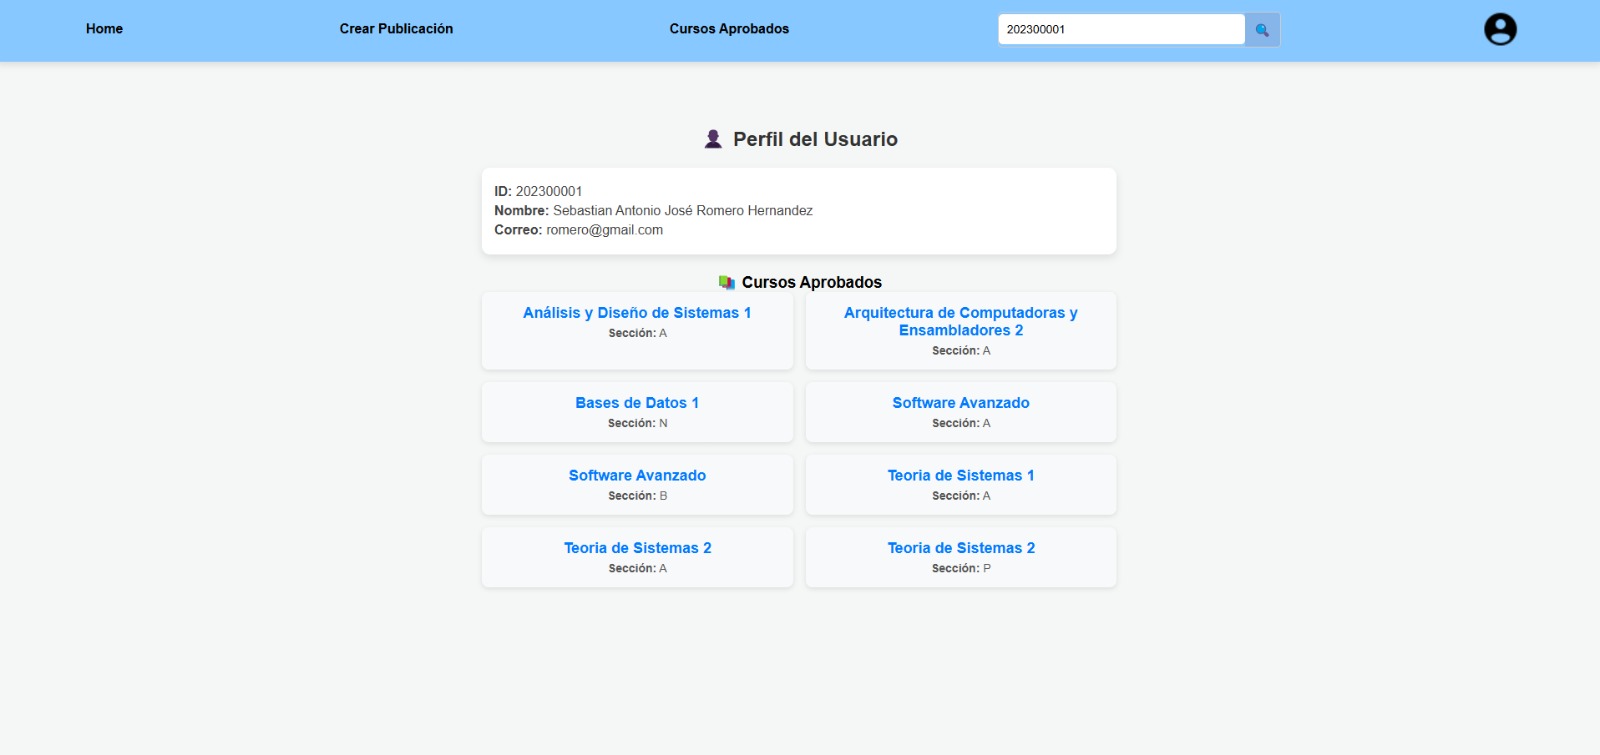 Home
Crear Publicación
Cursos Aprobados
202300001
Perfil del Usuario
ID: 202300001
Nombre: Sebastian Antonio José Romero Hernandez
Correo: romero@gmail.com
Cursos Aprobados
Análisis y Diseño de Sistemas 1
Sección: A
Arquitectura de Computadoras y
Ensambladores 2
Sección: A
Bases de Datos 1
Sección: N
Software Avanzado
Sección: A
Software Avanzado
Sección: B
Teoria de Sistemas 1
Sección: A
Teoria de Sistemas 2
Sección: A
Teoria de Sistemas 2
Sección: P